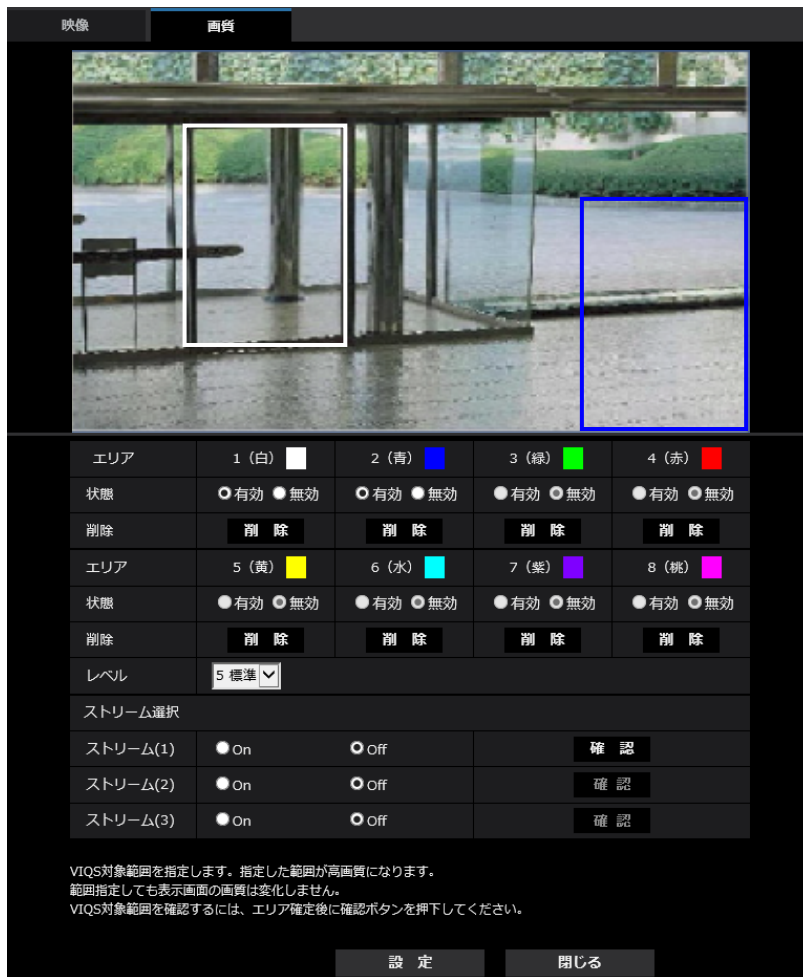 映像 画質
エリア 1（白） 2（青） 3（緑） 4（赤）
状態 有効 無効 有効 無効 有効 無効 有効 無効
削除 削 除 削 除 削 除 削 除
エリア 5（黄） 6（水） 7（紫） 8（桃）
状態 有効 無効 有効 無効 有効 無効 有効 無効
削除 削 除 削 除 削 除 削 除
レベル 5 標準
ストリーム選択
ストリーム(1) On Off 確 認
ストリーム(2) On Off 確 認
ストリーム(3) On Off 確 認
VIQS対象範囲を指定します。指定した範囲が高画質になります。
範囲指定しても表示画面の画質は変化しません。
VIQS対象範囲を確認するには、エリア確定後に確認ボタンを押下してください。
設 定 閉じる